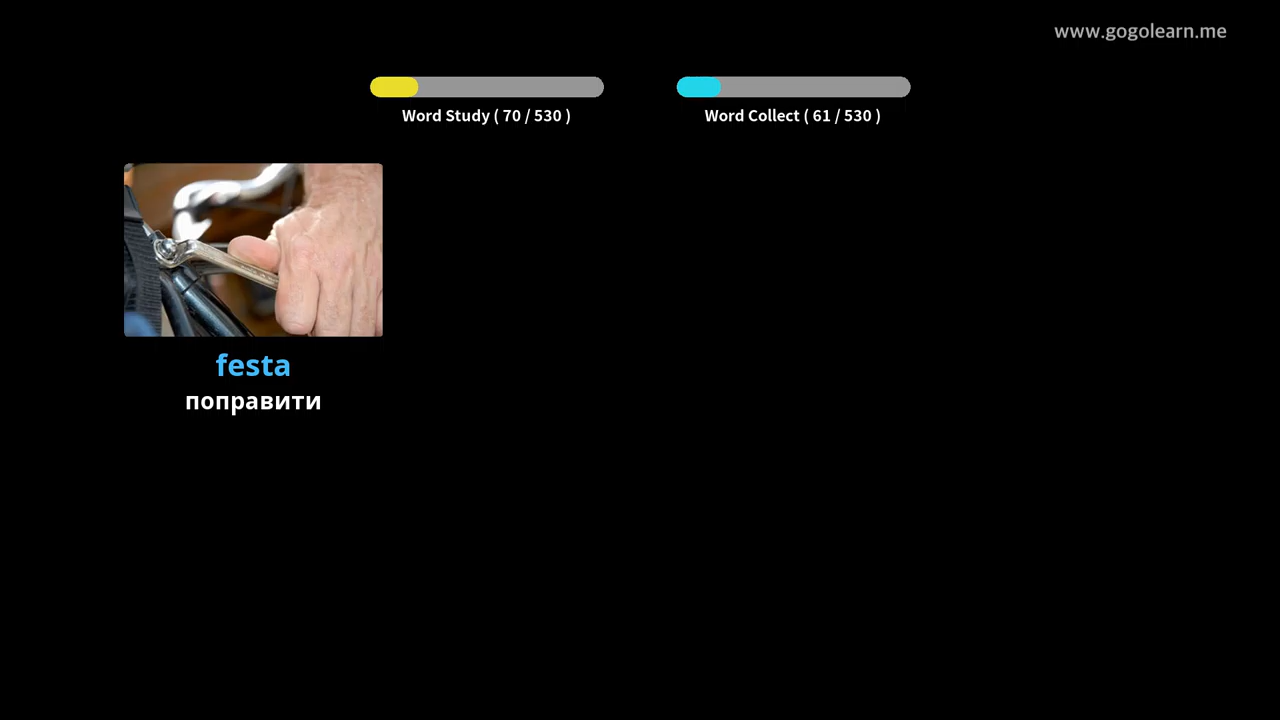 www.gogolearn.me
Word Study ( 70 / 530 )
Word Collect ( 61 / 530 )
festa
поправити